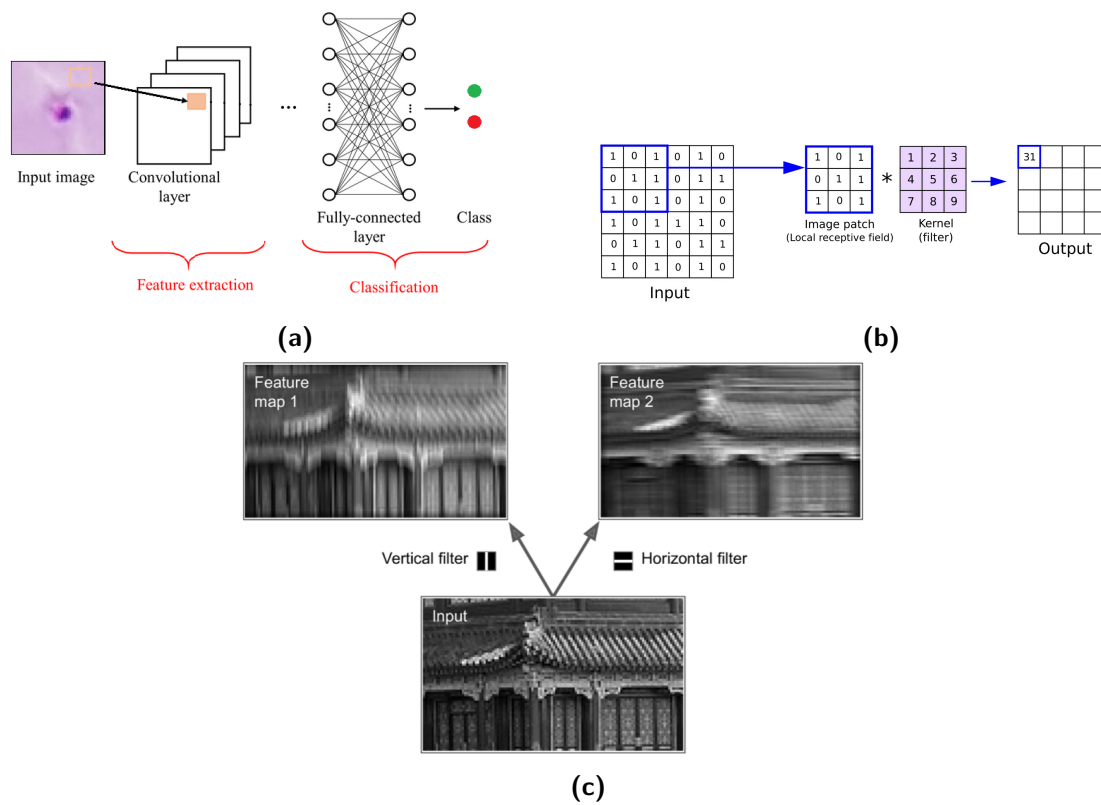 Input image
Convolutional
layer
...
Fully-connected
layer
Class
Feature extraction
Classification
(a)
1 0 1 0 1 0
0 1 1 0 1 1
1 0 1 0 1 0
1 0 1 1 1 0
0 1 1 0 1 1
1 0 1 0 1 0
Input
1 0 1
0 1 1
1 0 1
Image patch
(Local receptive field)
*
1 2 3
4 5 6
7 8 9
Kernel
(filter)
31
Output
(b)
Feature
map 1
Feature
map 2
Vertical filter
Horizontal filter
Input
(c)